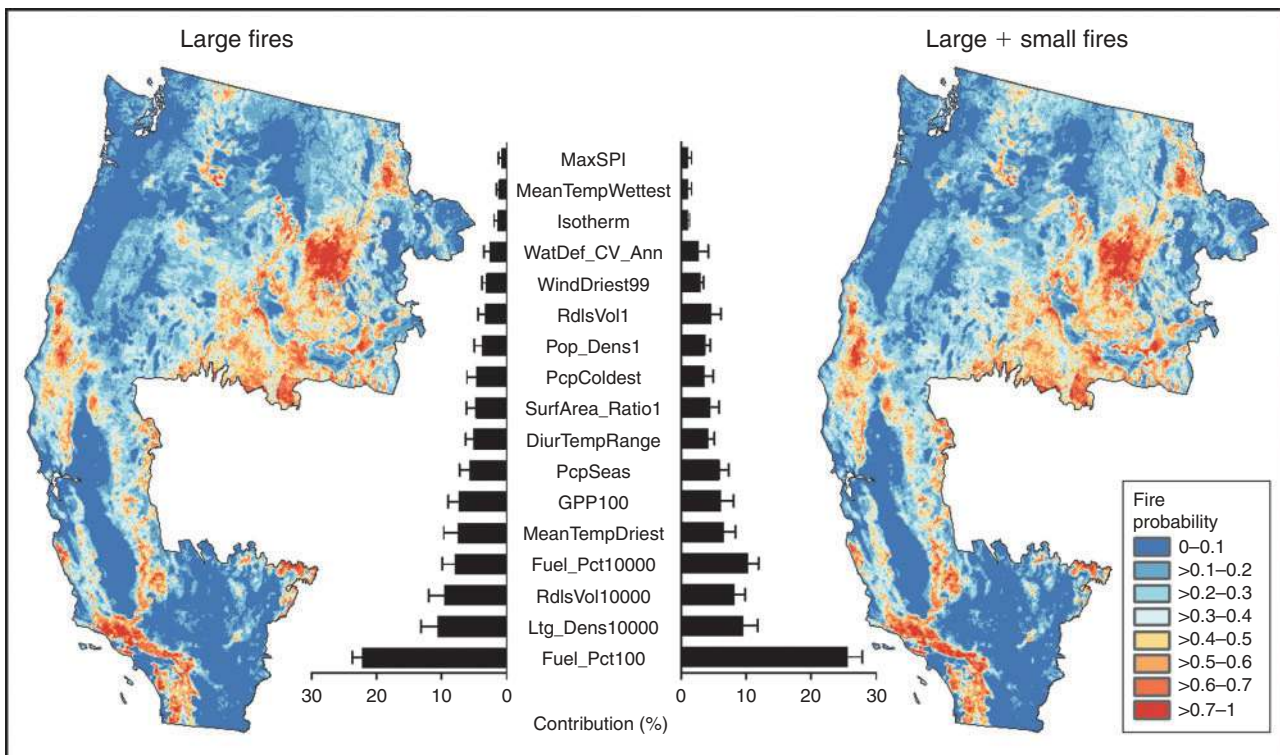 Large fires
Large + small fires
MaxSPI
MeanTempWettest
Isotherm
WatDef_CV_Ann
WindDriest99
RdlsVol1
Pop_Dens1
PcpColdest
SurfArea_Ratio1
DiurTempRange
PcpSeas
GPP100
MeanTempDriest
Fuel_Pct10000
RdlsVol10000
Ltg_Dens10000
Fuel_Pct100
30 20 10 0
0 10 20 30
Contribution (%)
Fire
probability
0–0.1
>0.1–0.2
>0.2–0.3
>0.3–0.4
>0.4–0.5
>0.5–0.6
>0.6–0.7
>0.7–1